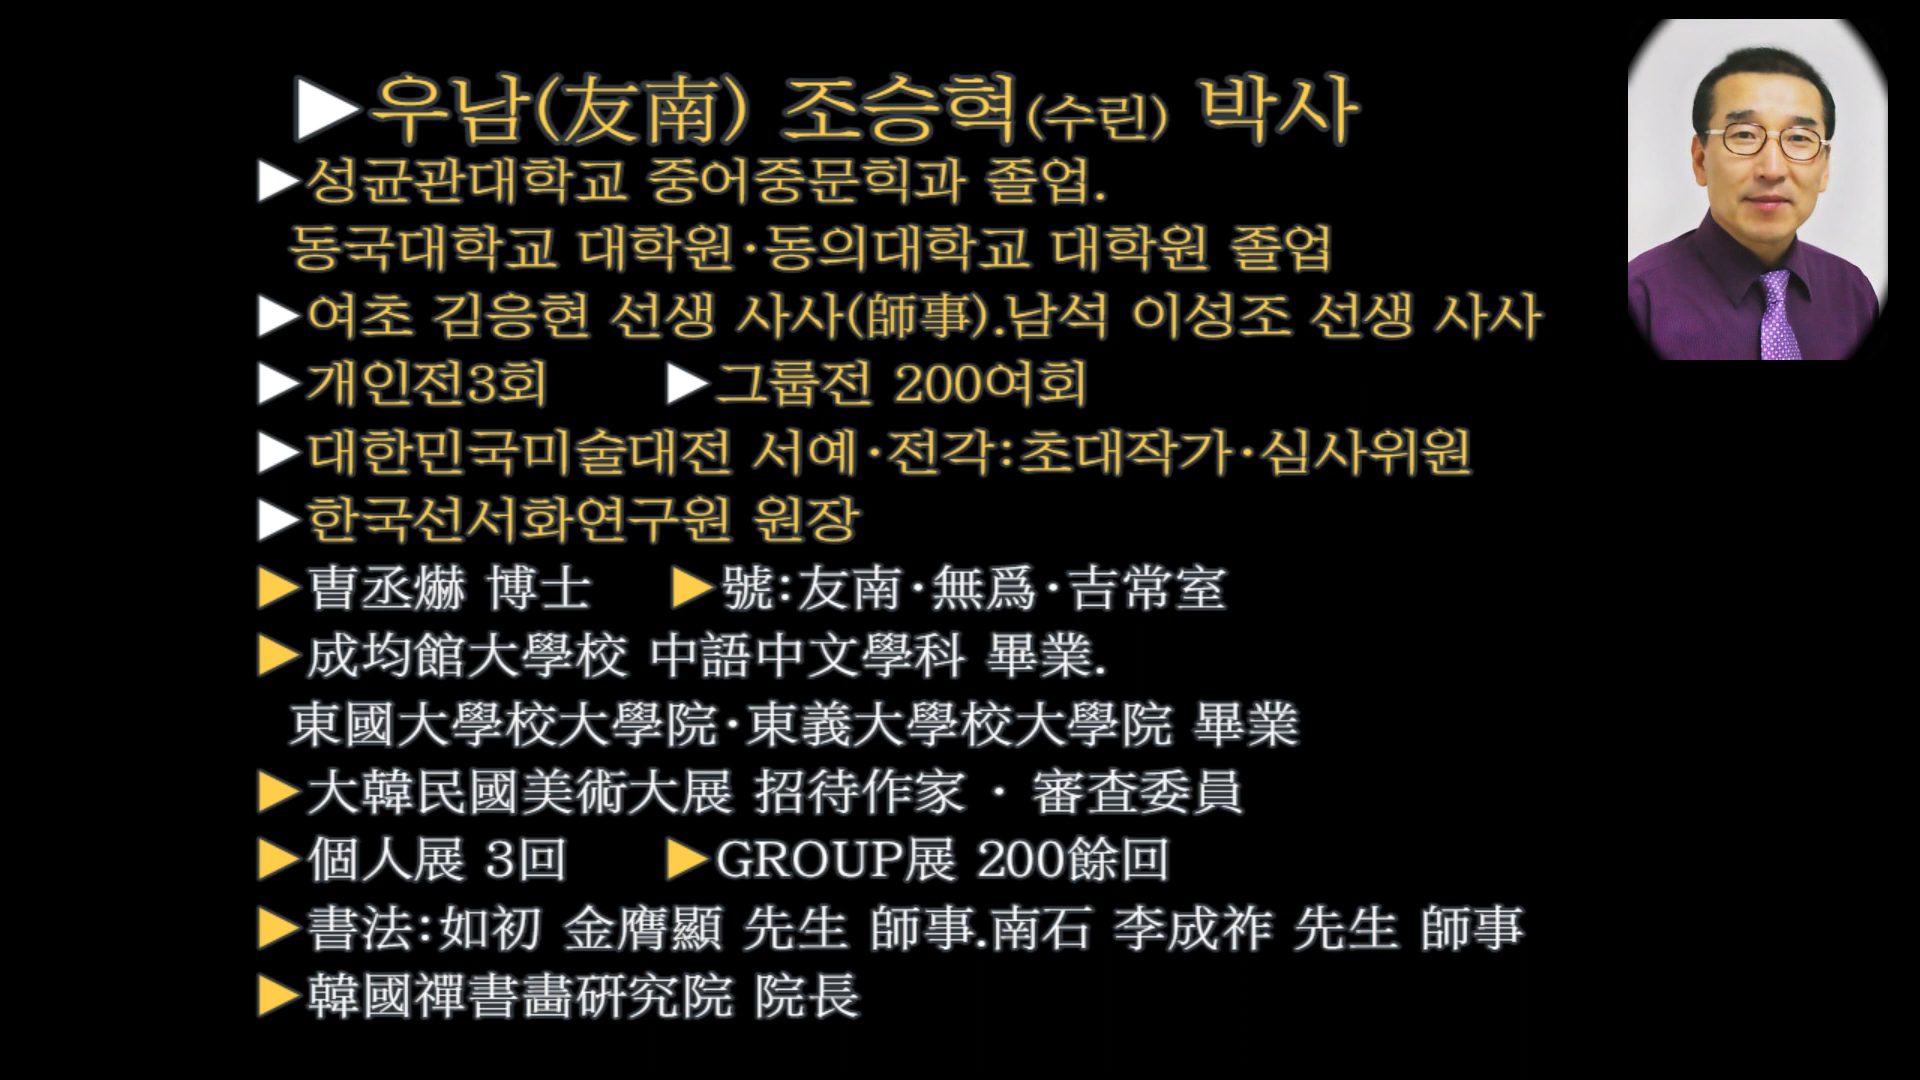 ▶우남(友南) 조승혁(수린) 박사
▶성균관대학교 중어중문힉과 졸업.
동국대학교 대학원·동의대학교 대학원 졸업
▶여초 김응현 선생 사사(師事).남석 이성조 선생 사사
▶개인전3회 ▶그룹전 200여회
▶대한민국미술대전 서예·전각:초대작가·심사위원
▶한국선서화연구원 원장
▶曺丞爀 博士 ▶號:友南·無爲·吉常室
▶成均館大學校 中語中文學科 畢業.
東國大學校大學院·東義大學校大學院 畢業
▶大韓民國美術大展 招待作家 · 審査委員
▶個人展 3回 ▶GROUP展 200餘回
▶書法:如初 金膺顯 先生 師事.南石 李成祚 先生 師事
▶韓國禪書畵硏究院 院長